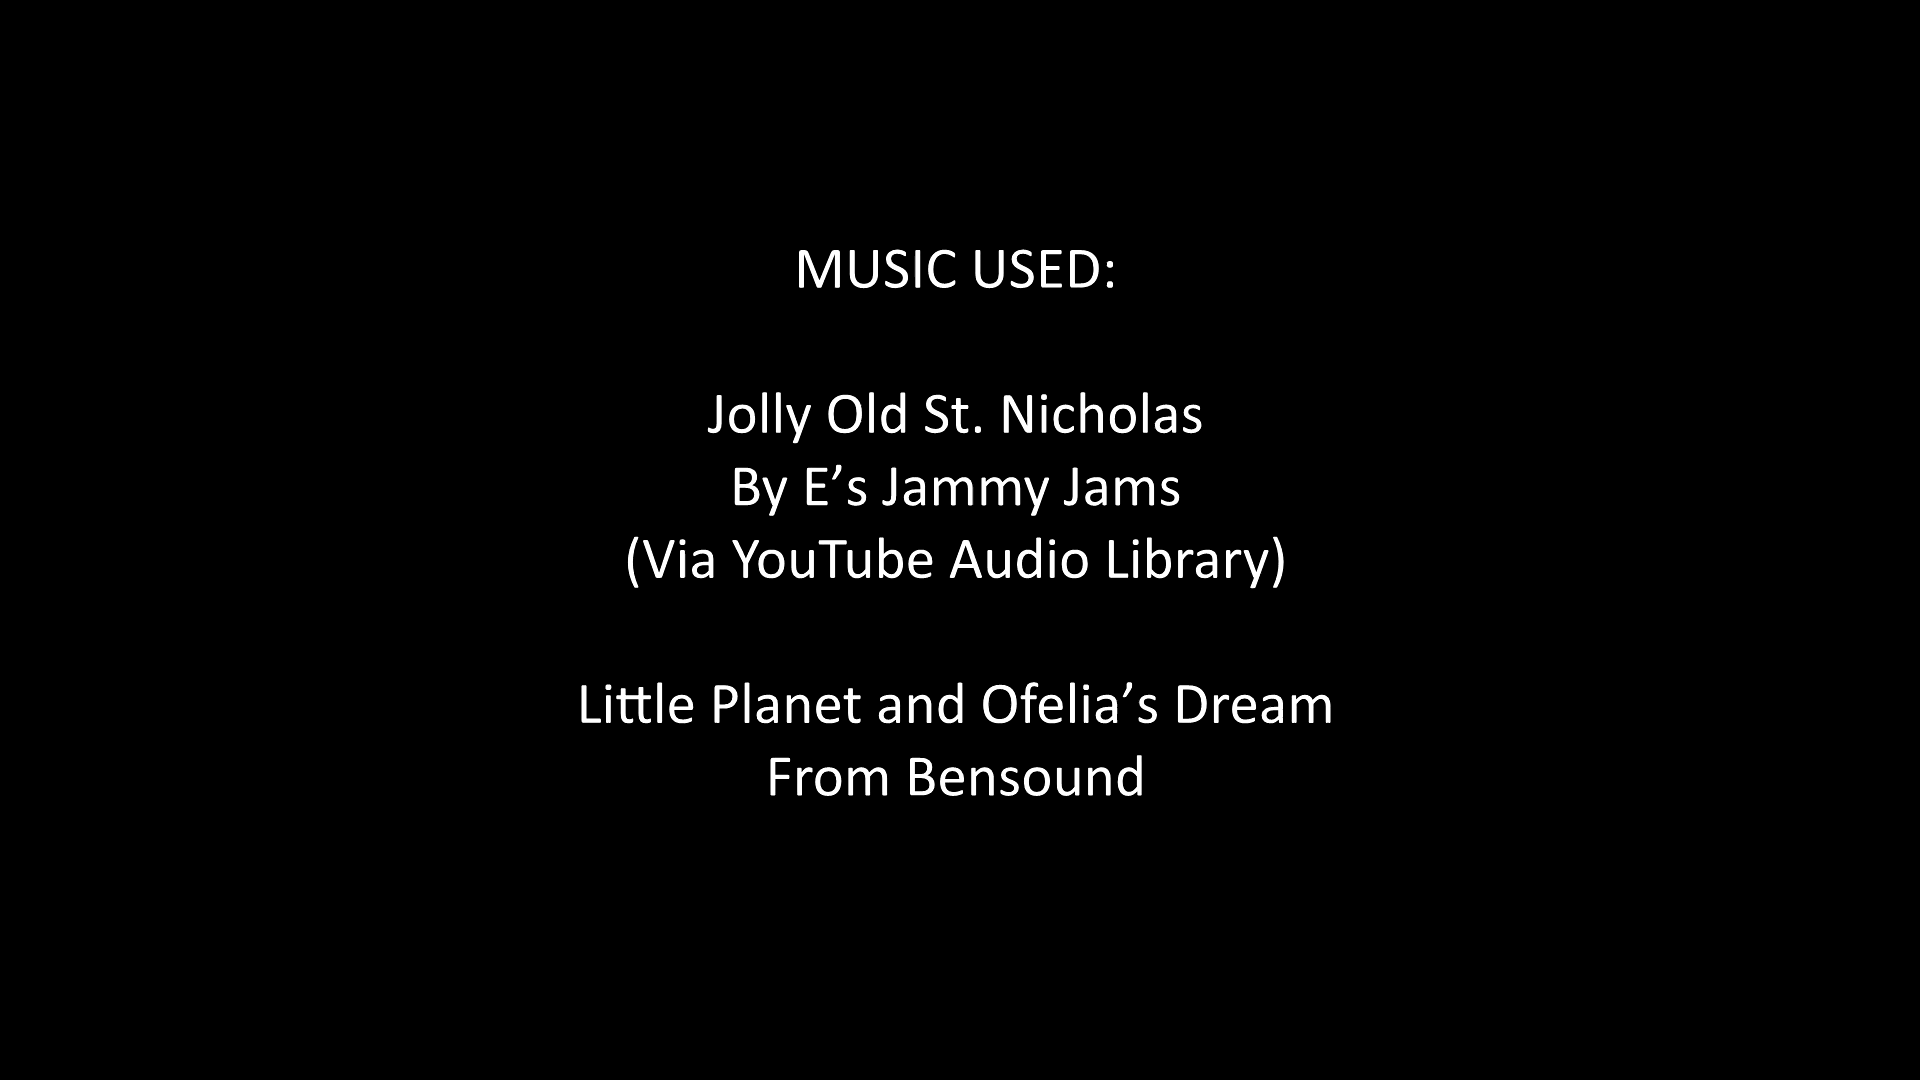 MUSIC USED:
Jolly Old St. Nicholas
By E’s Jammy Jams
(Via YouTube Audio Library)
Little Planet and Ofelia’s Dream
From Bensound